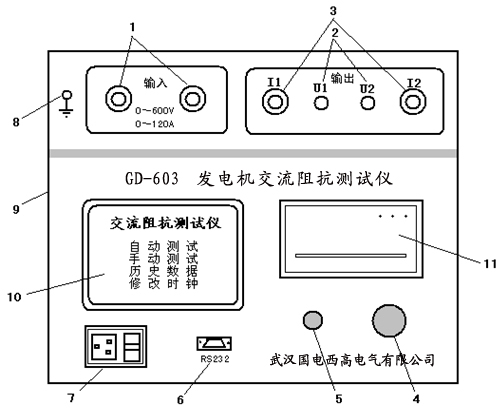 1
3
2
输入
0～600V
0～120A
I1
U1
输出
U2
I2
8
GD-603 发电机交流阻抗测试仪
9
交流阻抗测试仪
自动测试
手动测试
历史数据
修改时钟
10
11
RS232
武汉国电西高电气有限公司
7
6
5
4